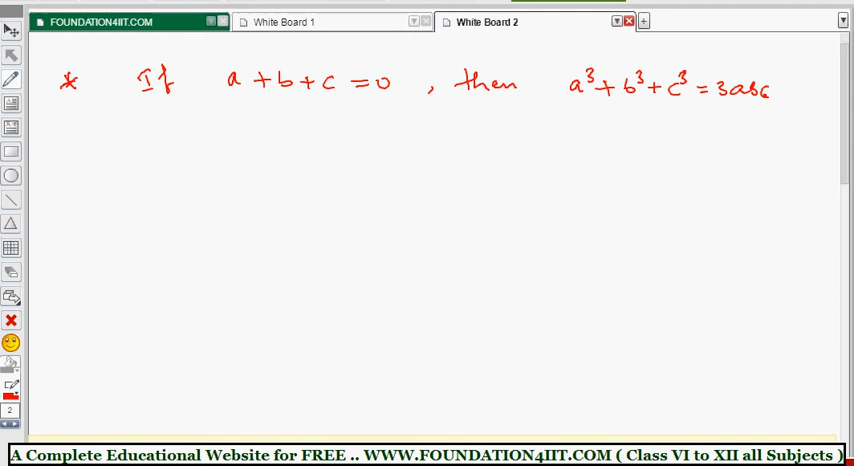 FOUNDATION4IIT.COM White Board 1 White Board 2
* If a + b + c = 0 , then a³ + b³ + c³ = 3abc
2
A Complete Educational Website for FREE .. WWW.FOUNDATION4IIT.COM ( Class VI to XII all Subjects )